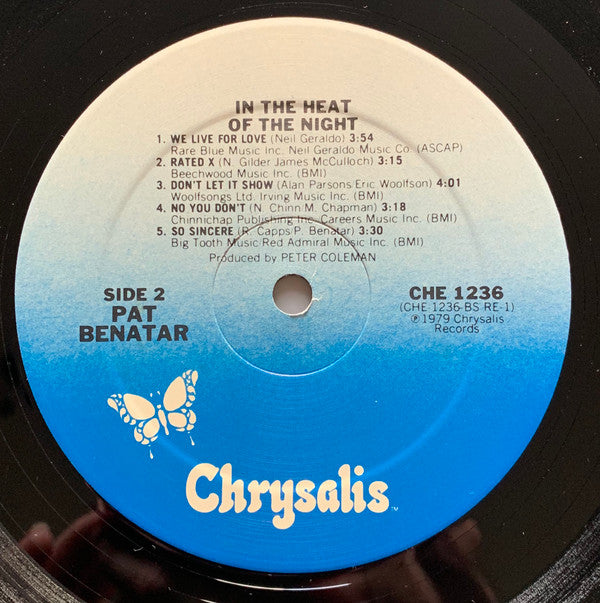 IN THE HEAT
OF THE NIGHT
1. WE LIVE FOR LOVE (Neil Geraldo) 3:54
Rare Blue Music Inc. Neil Geraldo Music Co. (ASCAP)
2. RATED X (N. Gilder James McCulloch) 3:15
Beechwood Music Inc. (BMI)
3. DON'T LET IT SHOW (Alan Parsons/Eric Woolfson) 4:01
Woolfsongs Ltd. Irving Music Inc. (BMI)
4. NO YOU DON'T (N. Chinn/M. Chapman) 3:18
Chinnichap Publishing Inc. Careers Music Inc. (BMI)
5. SO SINCERE (R. Capps/P. Benatar) 3:30
Big Tooth Music/Red Admiral Music Inc. (BMI)
Produced by PETER COLEMAN
SIDE 2
PAT
BENATAR
CHE 1236
(CHE-1236-BS RE-1)
℗1979 Chrysalis
Records
Chrysalis™